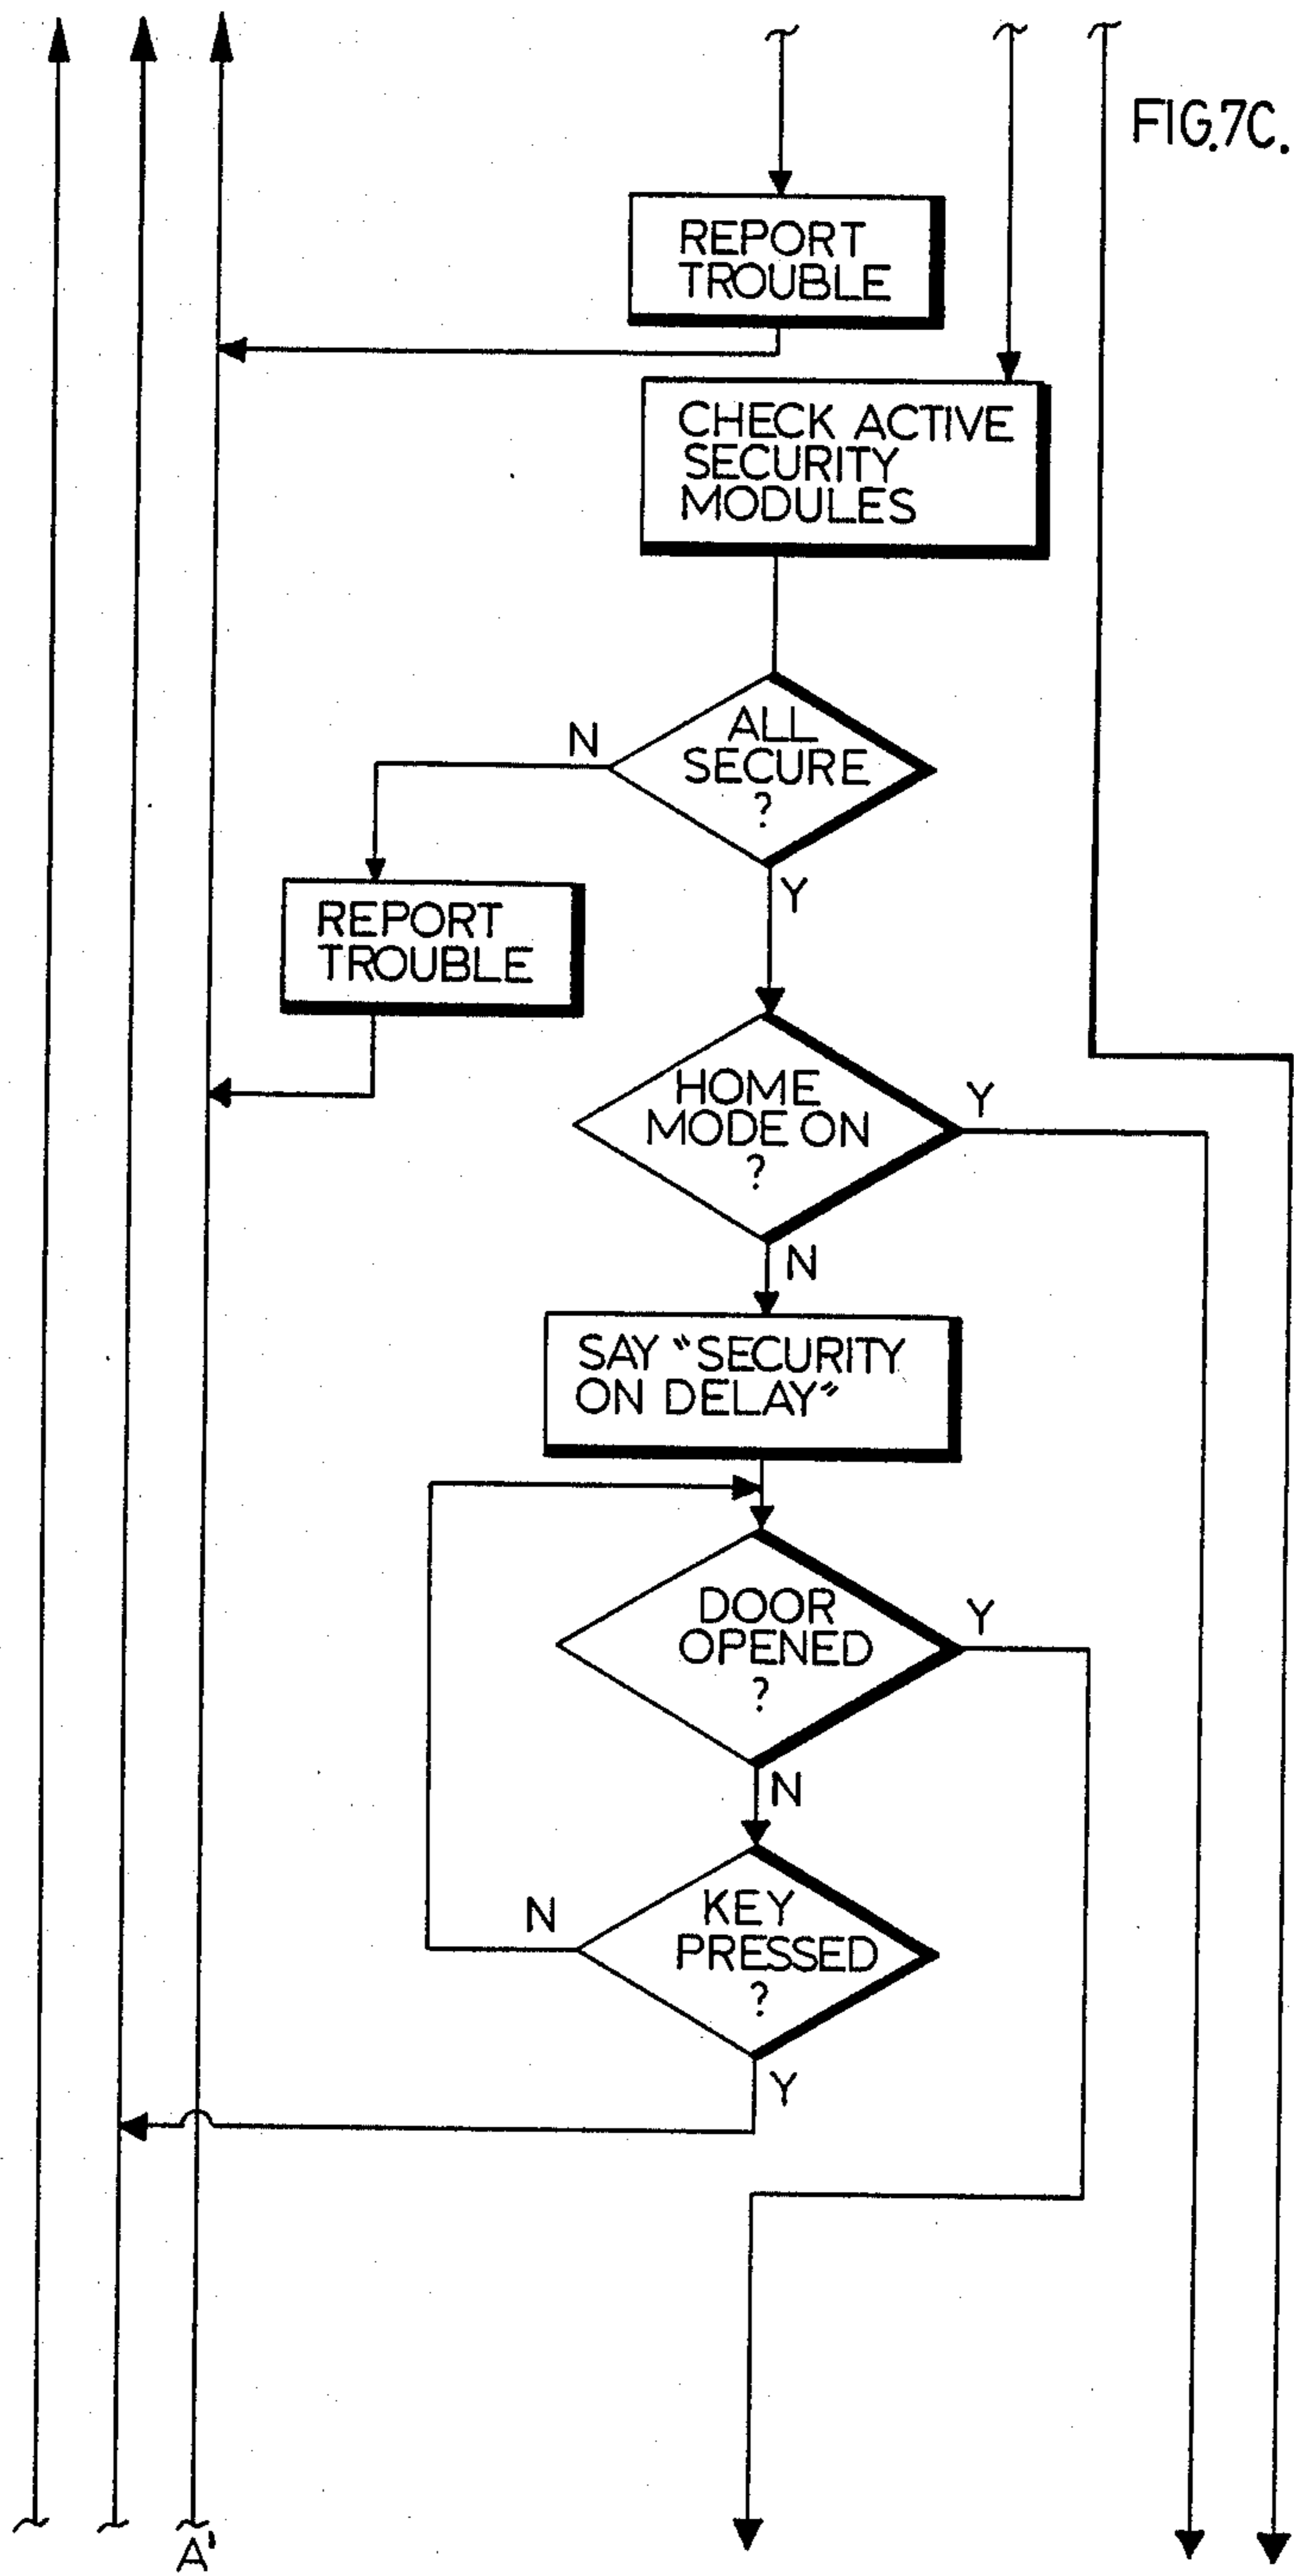 FIG.7C.
REPORT
TROUBLE
CHECK ACTIVE
SECURITY
MODULES
N
ALL
SECURE
?
Y
REPORT
TROUBLE
HOME
MODE ON
?
Y
N
SAY "SECURITY
ON DELAY"
DOOR
OPENED
?
Y
N
N
KEY
PRESSED
?
Y
A'